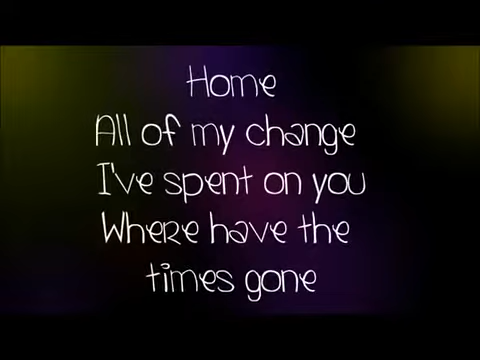 Home
All of my change
I've spent on you
Where have the
times gone